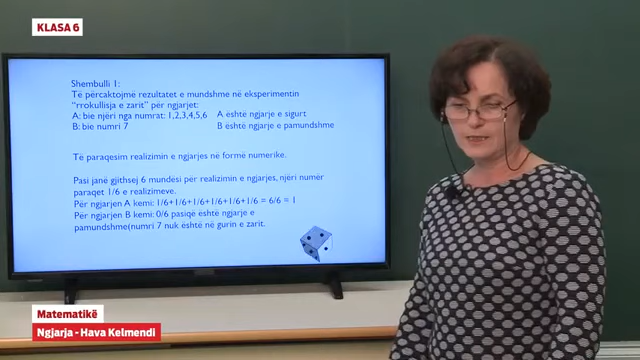 KLASA 6
Shembulli 1:
Të përcaktojmë rezultatet e mundshme në eksperimentin
“rrokullisja e zarit” për ngjarjet:
A: bie njëri nga numrat: 1,2,3,4,5,6 A është ngjarje e sigurt
B: bie numri 7 B është ngjarje e pamundshme
Të paraqesim realizimin e ngjarjes në formë numerike.
Pasi janë gjithsej 6 mundësi për realizimin e ngjarjes, njëri numër
paraqet 1/6 e realizimeve.
Për ngjarjen A kemi: 1/6+1/6+1/6+1/6+1/6+1/6 = 6/6 = 1
Për ngjarjen B kemi: 0/6 pasiqë është ngjarje e
pamundshme(numri 7 nuk është në gurin e zarit.
Matematikë
Ngjarja - Hava Kelmendi